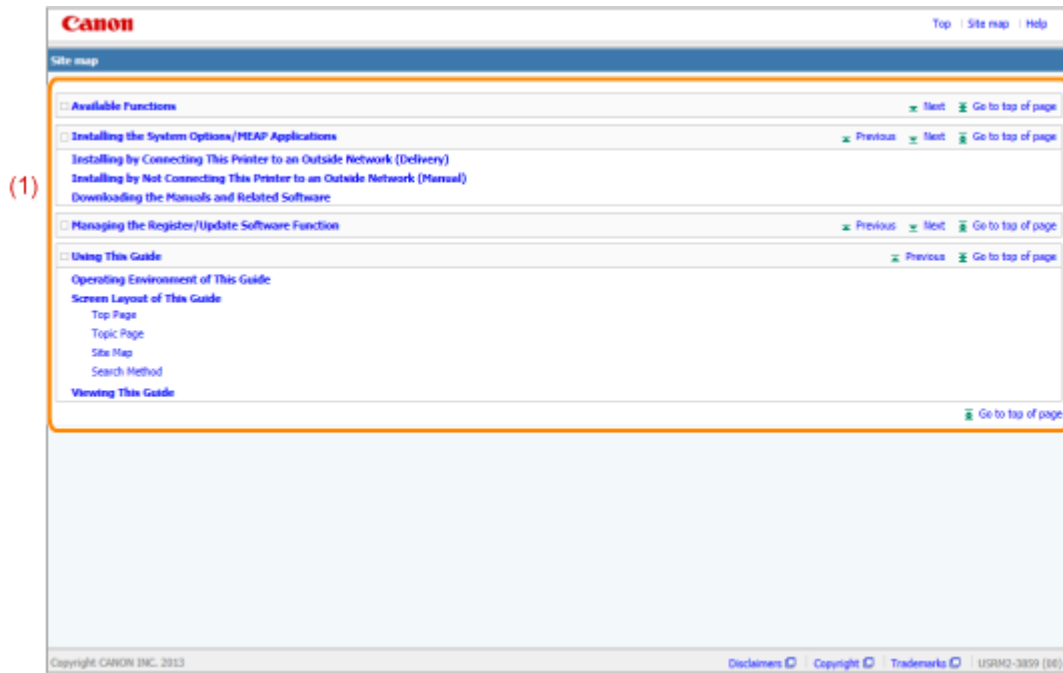 Canon
Top Site map Help
Site map
(1)
Available Functions Next Go to top of page
Installing the System Options/MEAP Applications Previous Next Go to top of page
Installing by Connecting This Printer to an Outside Network (Delivery)
Installing by Not Connecting This Printer to an Outside Network (Manual)
Downloading the Manuals and Related Software
Managing the Register/Update Software Function Previous Next Go to top of page
Using This Guide Previous Go to top of page
Operating Environment of This Guide
Screen Layout of This Guide
Top Page
Topic Page
Site Map
Search Method
Viewing This Guide
Go to top of page
Copyright CANON INC. 2013 Disclaimers Copyright Trademarks USRM2-3859 (00)